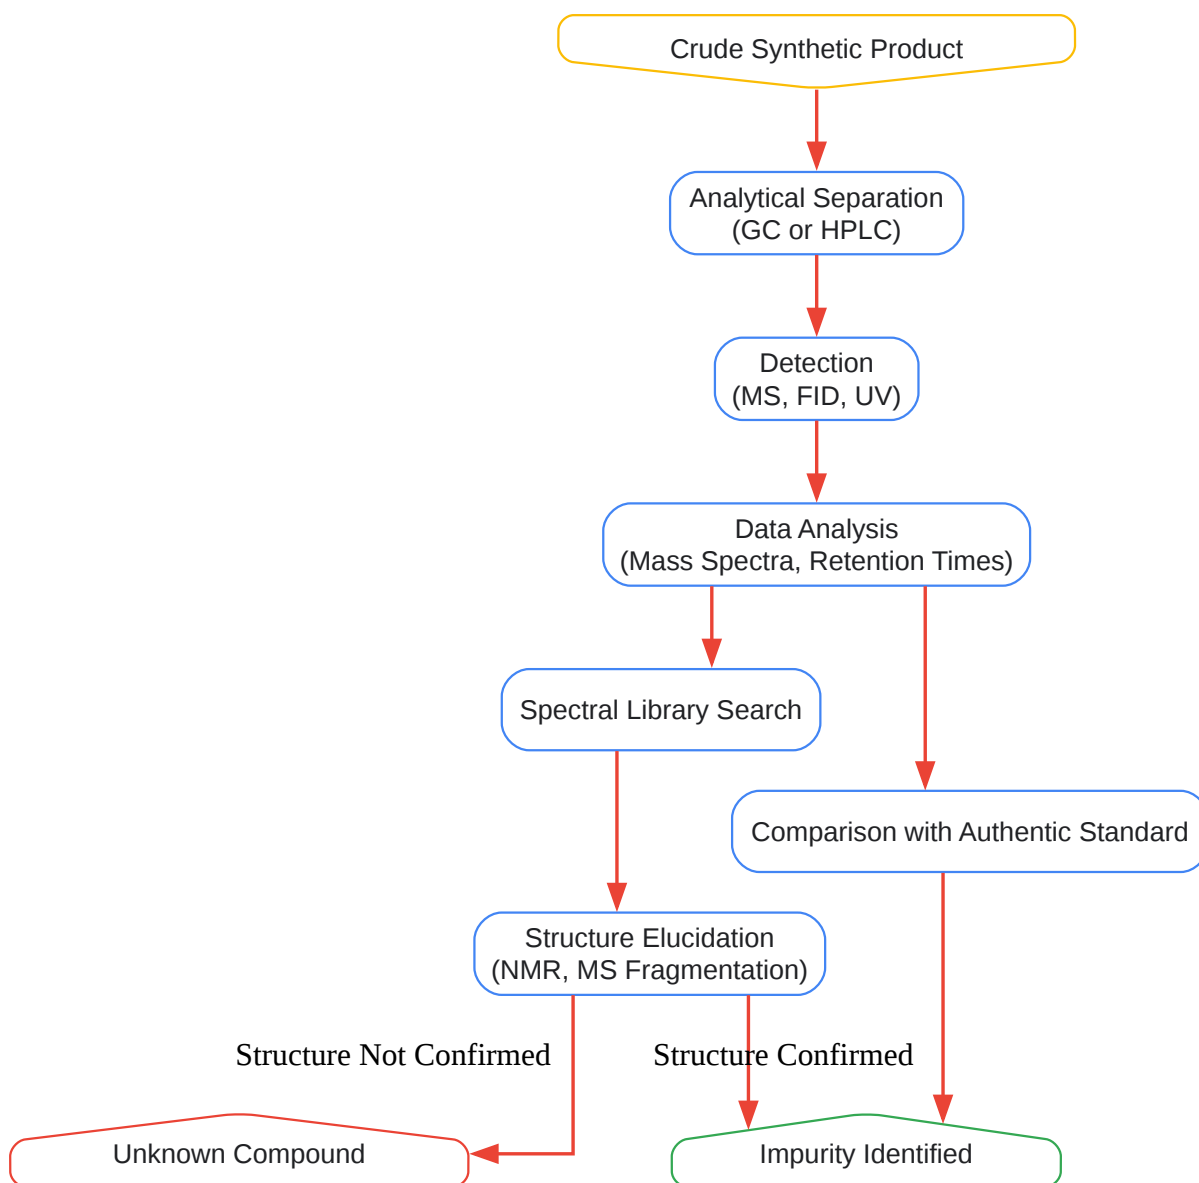 Crude Synthetic Product
Analytical Separation
(GC or HPLC)
Detection
(MS, FID, UV)
Data Analysis
(Mass Spectra, Retention Times)
Spectral Library Search
Comparison with Authentic Standard
Structure Elucidation
(NMR, MS Fragmentation)
Structure Not Confirmed
Structure Confirmed
Unknown Compound
Impurity Identified